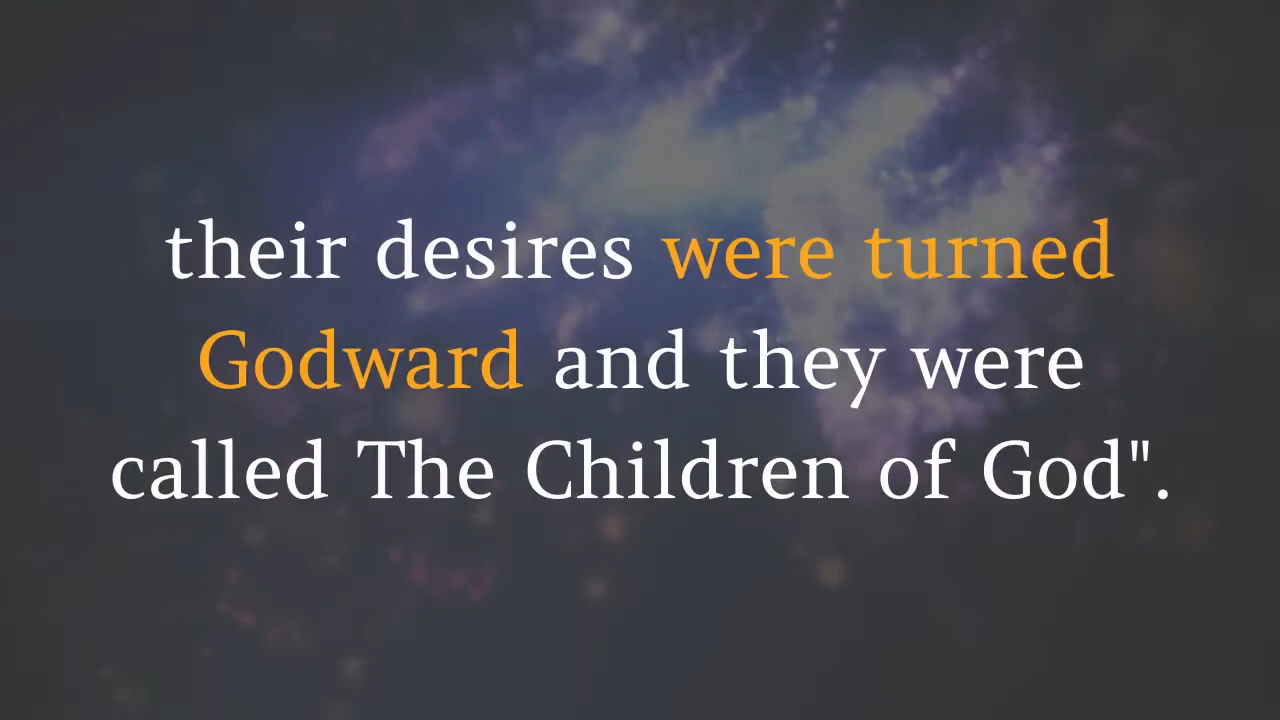 their desires were turned
Godward and they were
called The Children of God".